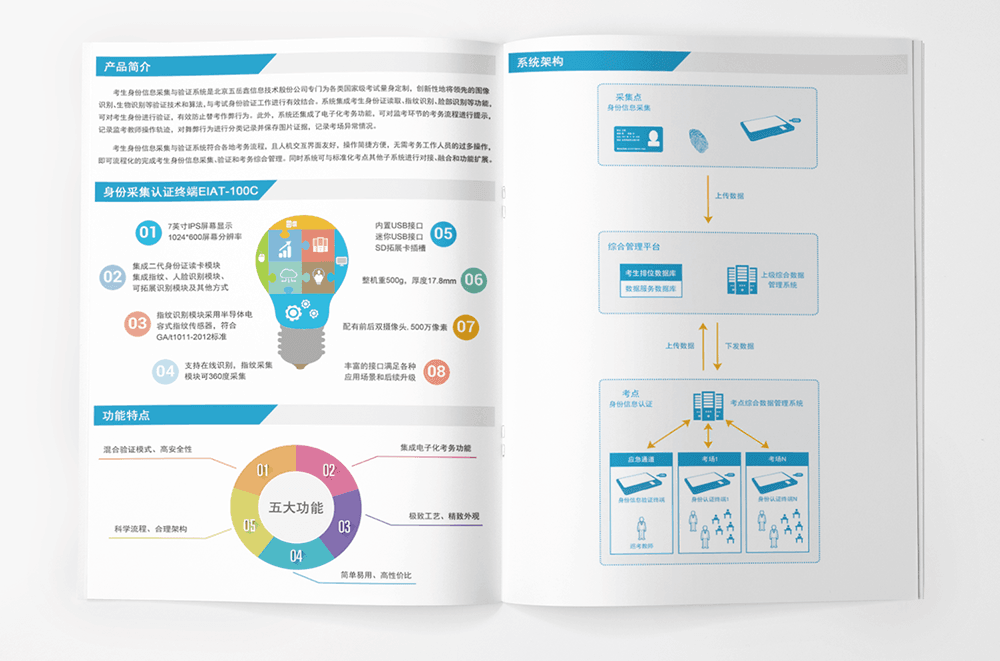 产品简介
考生身份信息采集与验证系统是北京五岳鑫信息技术股份公司专门为各类国家级考试量身定制，创新性地将领先的图像
识别、生物识别等验证技术和算法，与考试身份验证工作进行有效结合。系统集成考生身份证读取、指纹识别、脸部识别等功能，
可对考生身份进行验证，有效防止替考作弊行为。此外，系统还集成了电子化考务功能，可对监考环节的考务流程进行提示，
记录监考教师操作轨迹，对舞弊行为进行分类记录并保存图片证据，记录考场异常情况。
考生身份信息采集与验证系统符合各地考务流程，且人机交互界面友好，操作简捷方便，无需考务工作人员的过多操作，
即可流程化的完成考生身份信息采集、验证和考务综合管理。同时系统可与标准化考点其他子系统进行对接、融合和功能扩展。
身份采集认证终端EIAT-100C
01
7英寸IPS屏幕显示
1024*600屏幕分辨率
02
集成二代身份证读卡模块
集成指纹、人脸识别模块、
可拓展识别模块及其他方式
03
指纹识别模块采用半导体电
容式指纹传感器，符合
GA/t1011-2012标准
04
支持在线识别，指纹采集
模块可360度采集
内置USB接口
迷你USB接口
SD拓展卡插槽
05
整机重500g，厚度17.8mm
06
配有前后双摄像头，500万像素
07
丰富的接口满足各种
应用场景和后续升级
08
功能特点
混合验证模式、高安全性
集成电子化考务功能
01
02
五大功能
03
04
05
极致工艺、精致外观
科学流程、合理架构
简单易用、高性价比
系统架构
采集点
身份信息采集
上传数据
综合管理平台
考生排位数据库
数据服务数据库
上级综合数据
管理系统
上传数据
下发数据
考点
身份信息认证
考点综合数据管理系统
应急通道
考场1
考场N
身份信息验证终端
身份认证终端1
身份认证终端N
巡考教师